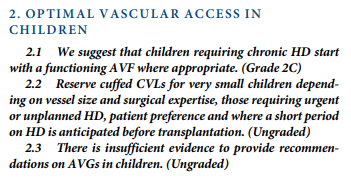 2. OPTIMAL VASCULAR ACCESS IN
CHILDREN
2.1 We suggest that children requiring chronic HD start
with a functioning AVF where appropriate. (Grade 2C)
2.2 Reserve cuffed CVLs for very small children depend-
ing on vessel size and surgical expertise, those requiring urgent
or unplanned HD, patient preference and where a short period
on HD is anticipated before transplantation. (Ungraded)
2.3 There is insufficient evidence to provide recommen-
dations on AVGs in children. (Ungraded)